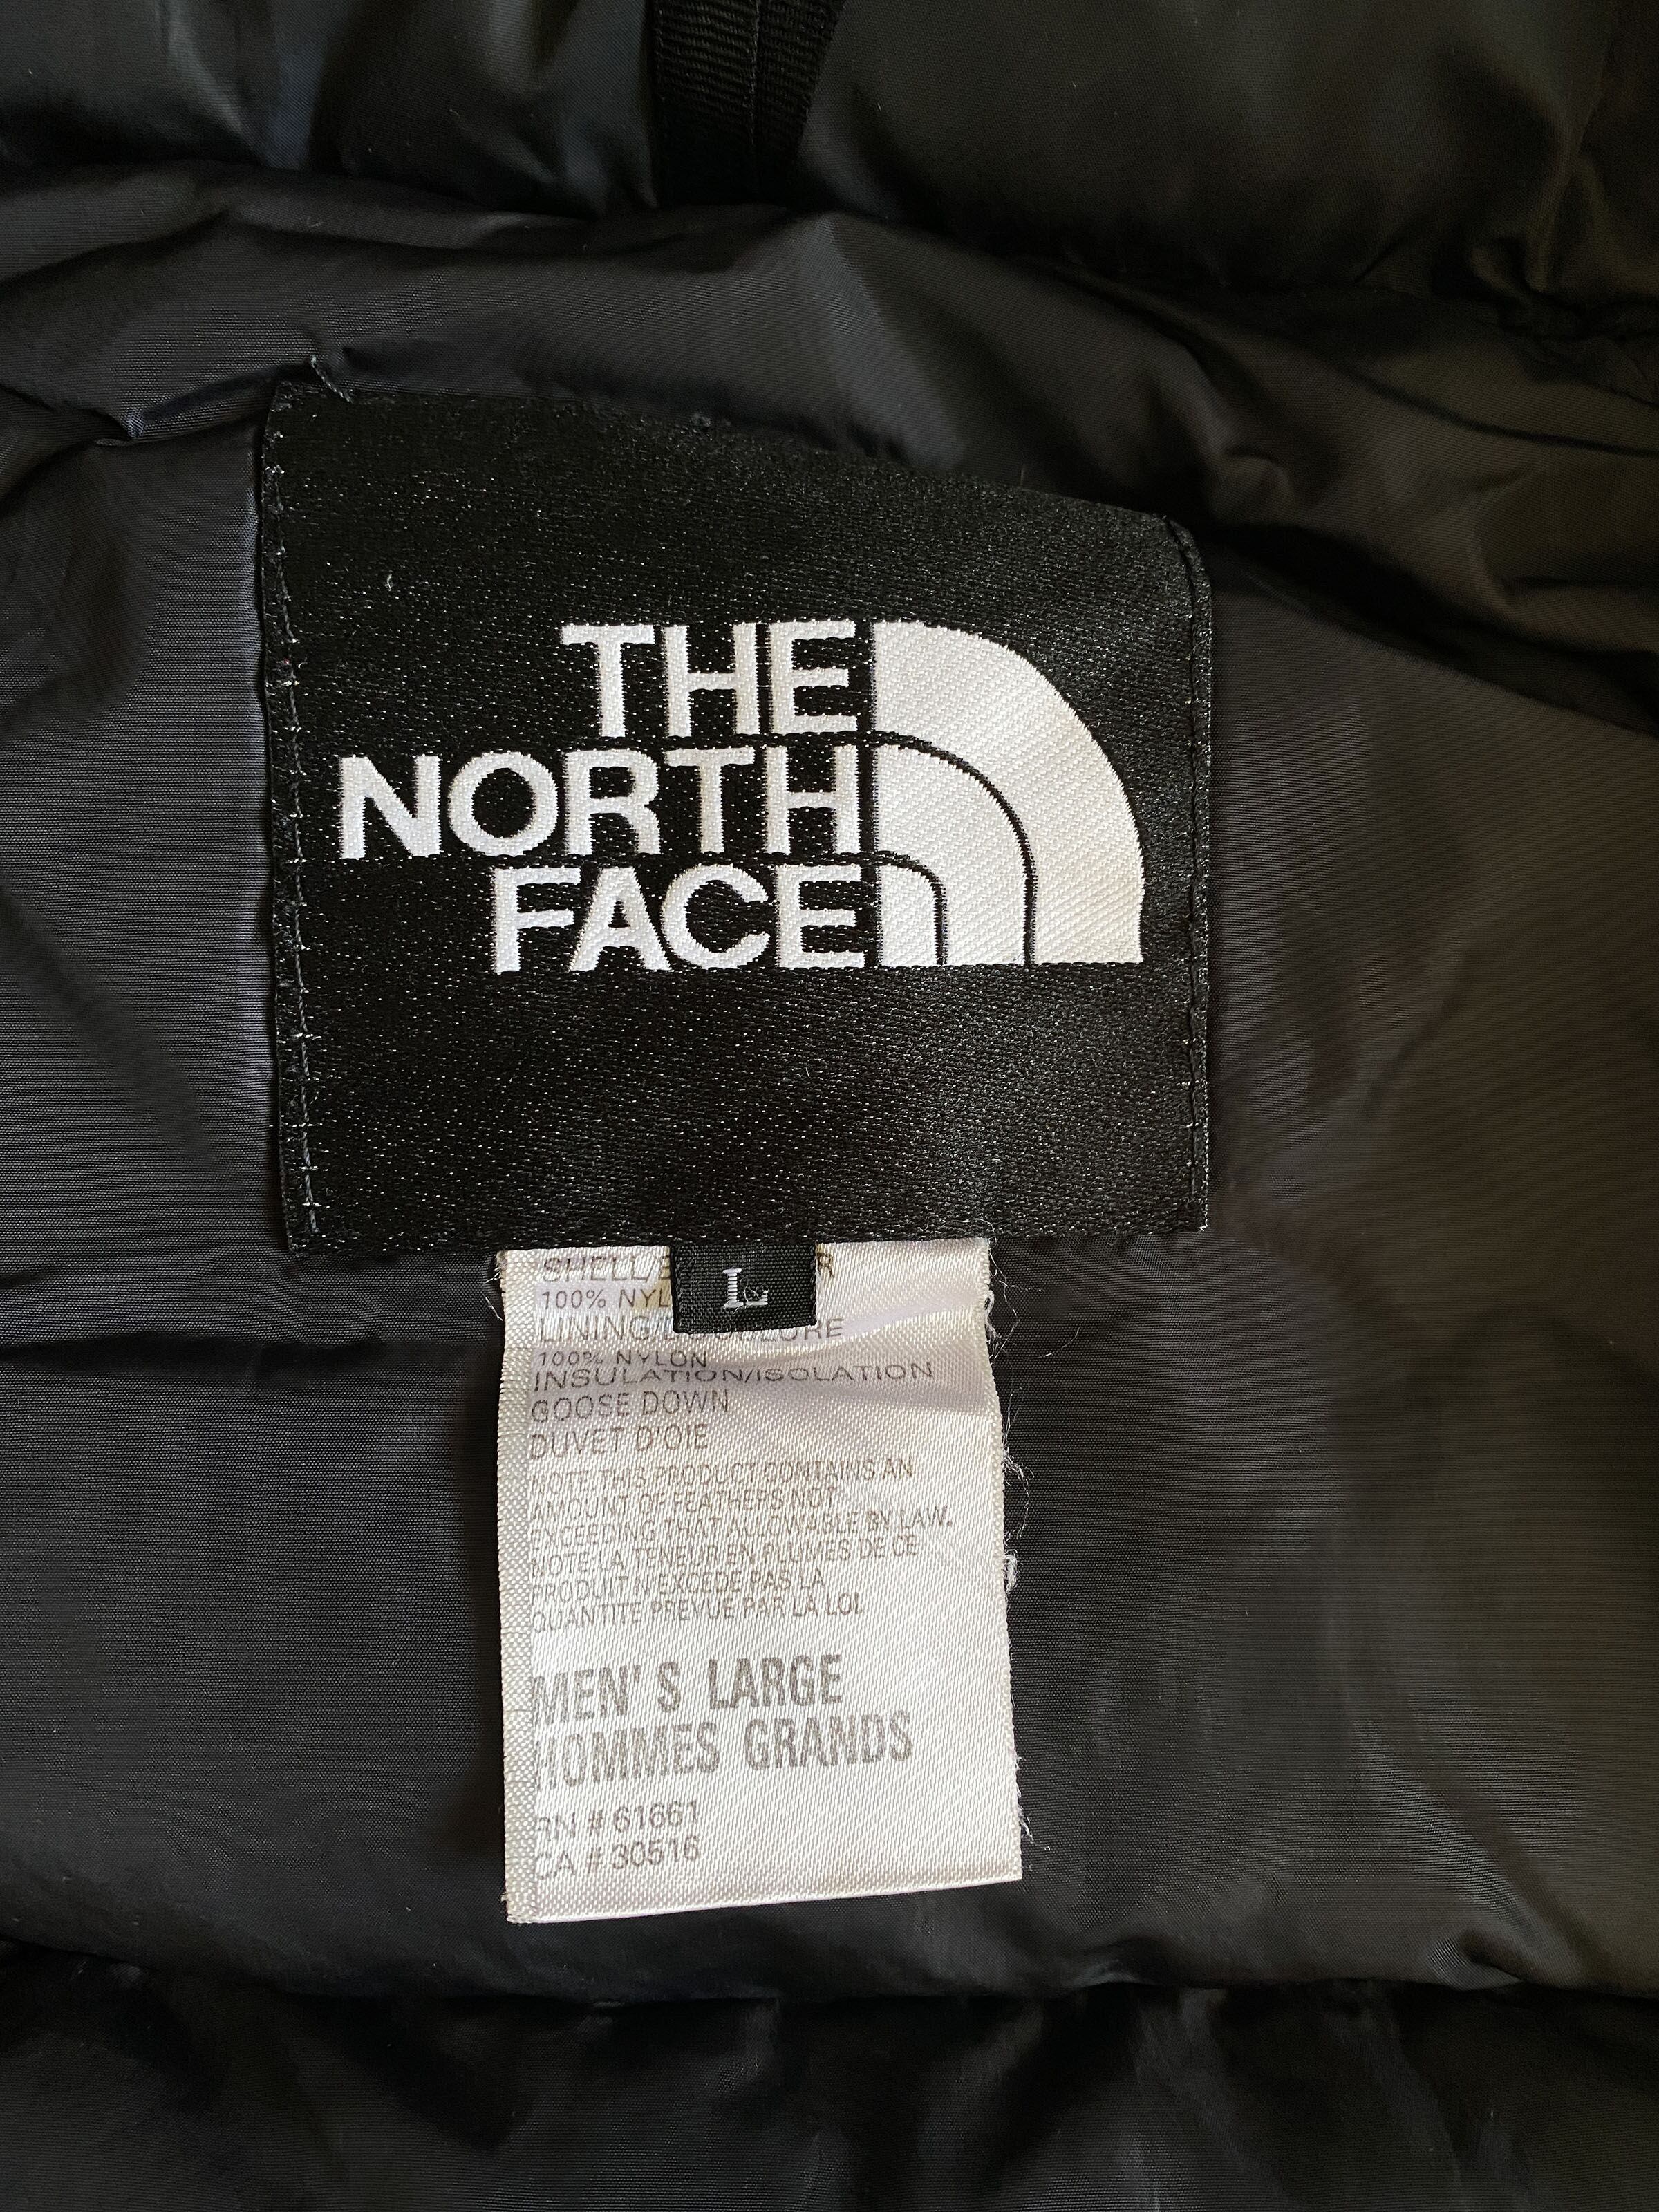 THE
NORTH
FACE
L
SHELL/
100%
LINING/
100% NYLON
INSULATION/ISOLATION
GOOSE DOWN
DUVET D'OIE
NOTE:THIS PRODUCT CONTAINS AN
AMOUNT OF FEATHERS NOT
EXCEEDING THAT ALLOWABLE BY LAW.
NOTE:LA TENEUR EN PLUMES DE CE
PRODUIT N'EXCEDE PAS LA
QUANTITE PREVUE PAR LA LOI.
MEN'S LARGE
HOMMES GRANDS
RN # 61661
CA # 30516